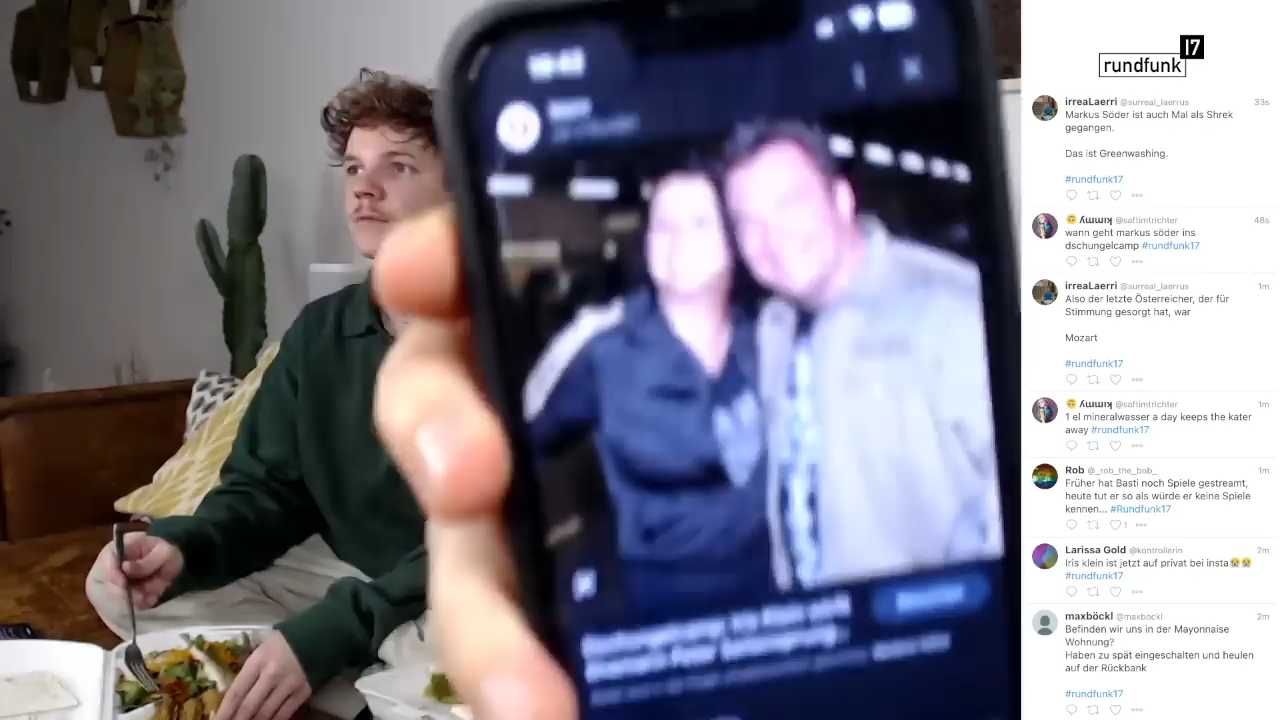 rundfunk 17
irreaLaerri @surreal_laerrus 33s
Markus Söder ist auch Mal als Shrek
gegangen.
Das ist Greenwashing.
#rundfunk17
@saftimtrichter 48s
wann geht markus söder ins
dschungelcamp #rundfunk17
irreaLaerri @surreal_laerrus 1m
Also der letzte Österreicher, der für
Stimmung gesorgt hat, war
Mozart
#rundfunk17
@saftimtrichter 1m
1 el mineralwasser a day keeps the kater
away #rundfunk17
Rob @_rob_the_bob_ 1m
Früher hat Basti noch Spiele gestreamt,
heute tut er so als würde er keine Spiele
kennen... #Rundfunk17
1
Larissa Gold @kontrollerin 2m
Iris klein ist jetzt auf privat bei insta😭😭
#rundfunk17
maxböckl @maxbockl 2m
Befinden wir uns in der Mayonnaise
Wohnung?
Haben zu spät eingeschalten und heulen
auf der Rückbank
#rundfunk17